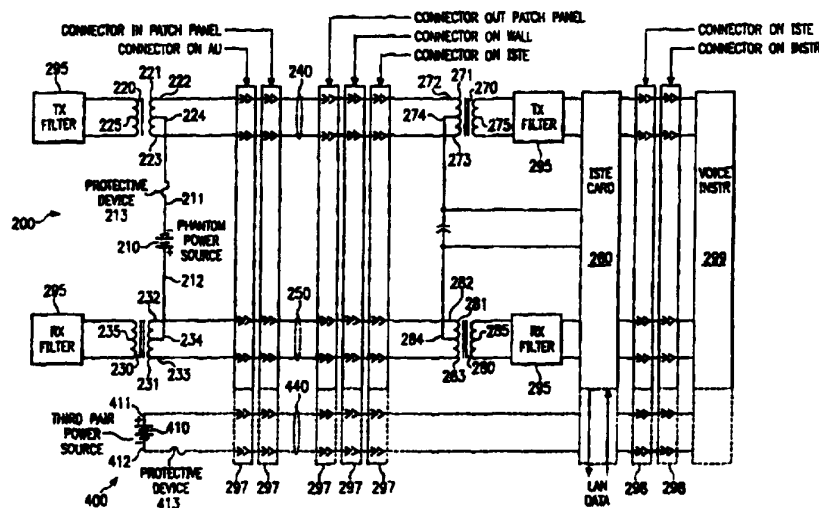 CONNECTOR OUT PATCH PANEL
CONNECTOR IN PATCH PANEL
CONNECTOR ON WALL
CONNECTOR ON ISTE
CONNECTOR ON AU
CONNECTOR ON ISTE
CONNECTOR ON INSTR
295
220
221
222
240
272
271
270
TX
FILTER
225
224
223
274
273
275
TX
FILTER
295
PROTECTIVE
DEVICE
213
211
ISTE
CARD
VOICE
INSTR
200
210
PHANTOM
POWER
SOURCE
212
260
299
295
232
250
282
281
RX
FILTER
235
234
230
231
233
284
285
283
280
RX
FILTER
295
411
440
THIRD PAIR
POWER
SOURCE
410
412
PROTECTIVE
DEVICE
413
400
297
297
297
297
297
LAN
DATA
298
298